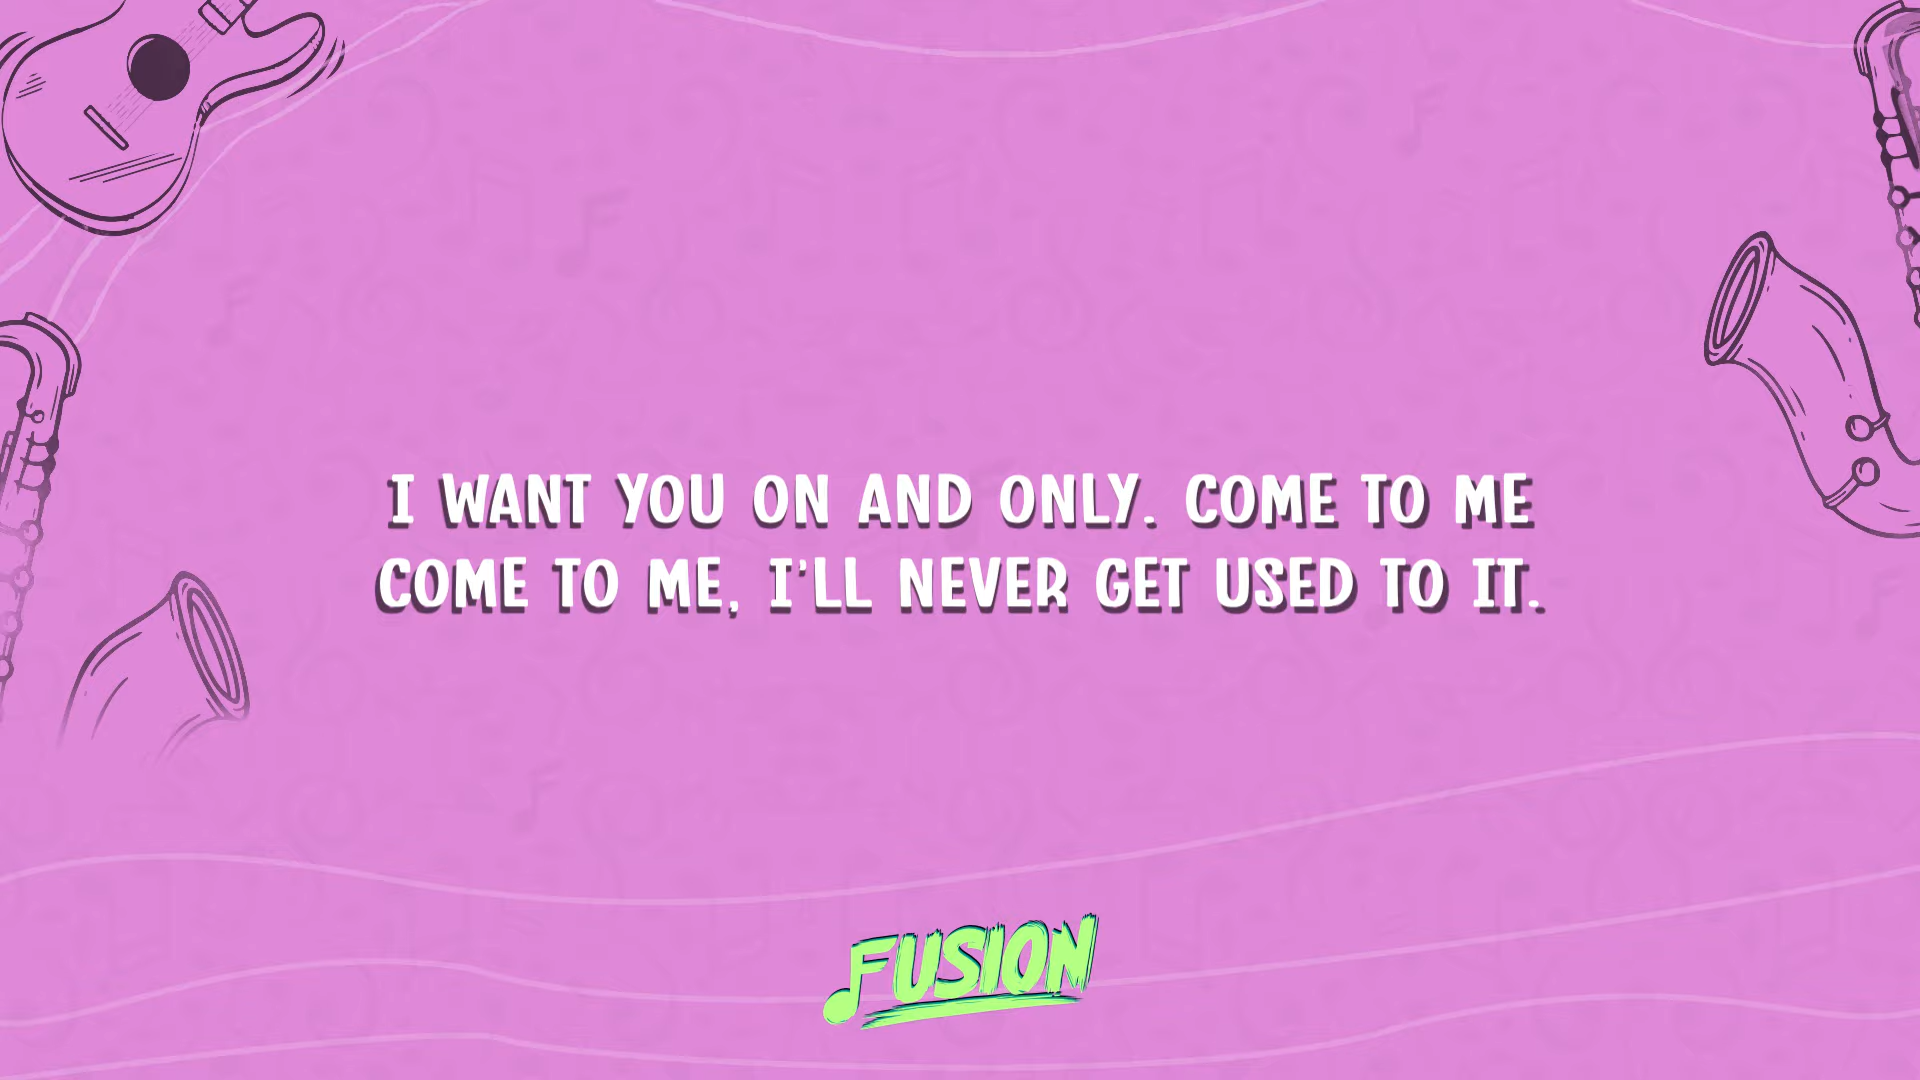 I WANT YOU ON AND ONLY. COME TO ME
COME TO ME, I'LL NEVER GET USED TO IT.
FUSION